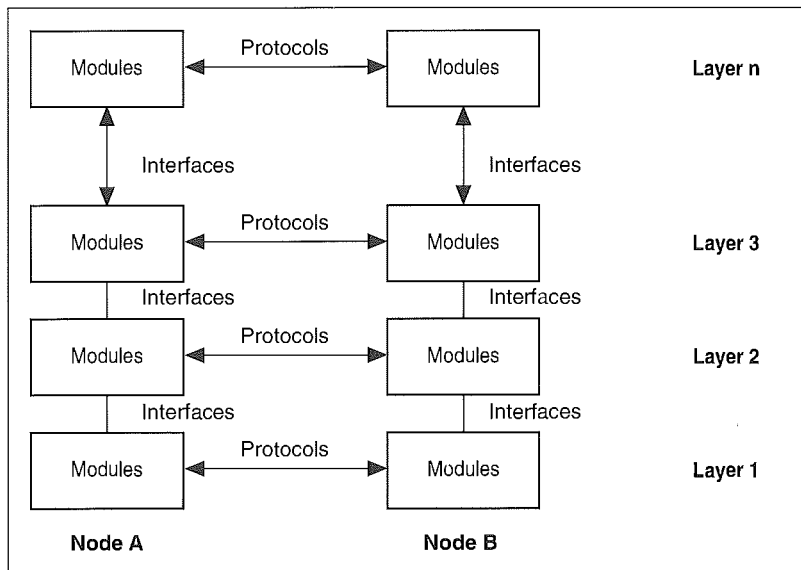 Protocols
Modules Modules Layer n
Interfaces Interfaces
Protocols
Modules Modules Layer 3
Interfaces Interfaces
Protocols
Modules Modules Layer 2
Interfaces Interfaces
Protocols
Modules Modules Layer 1
Node A Node B